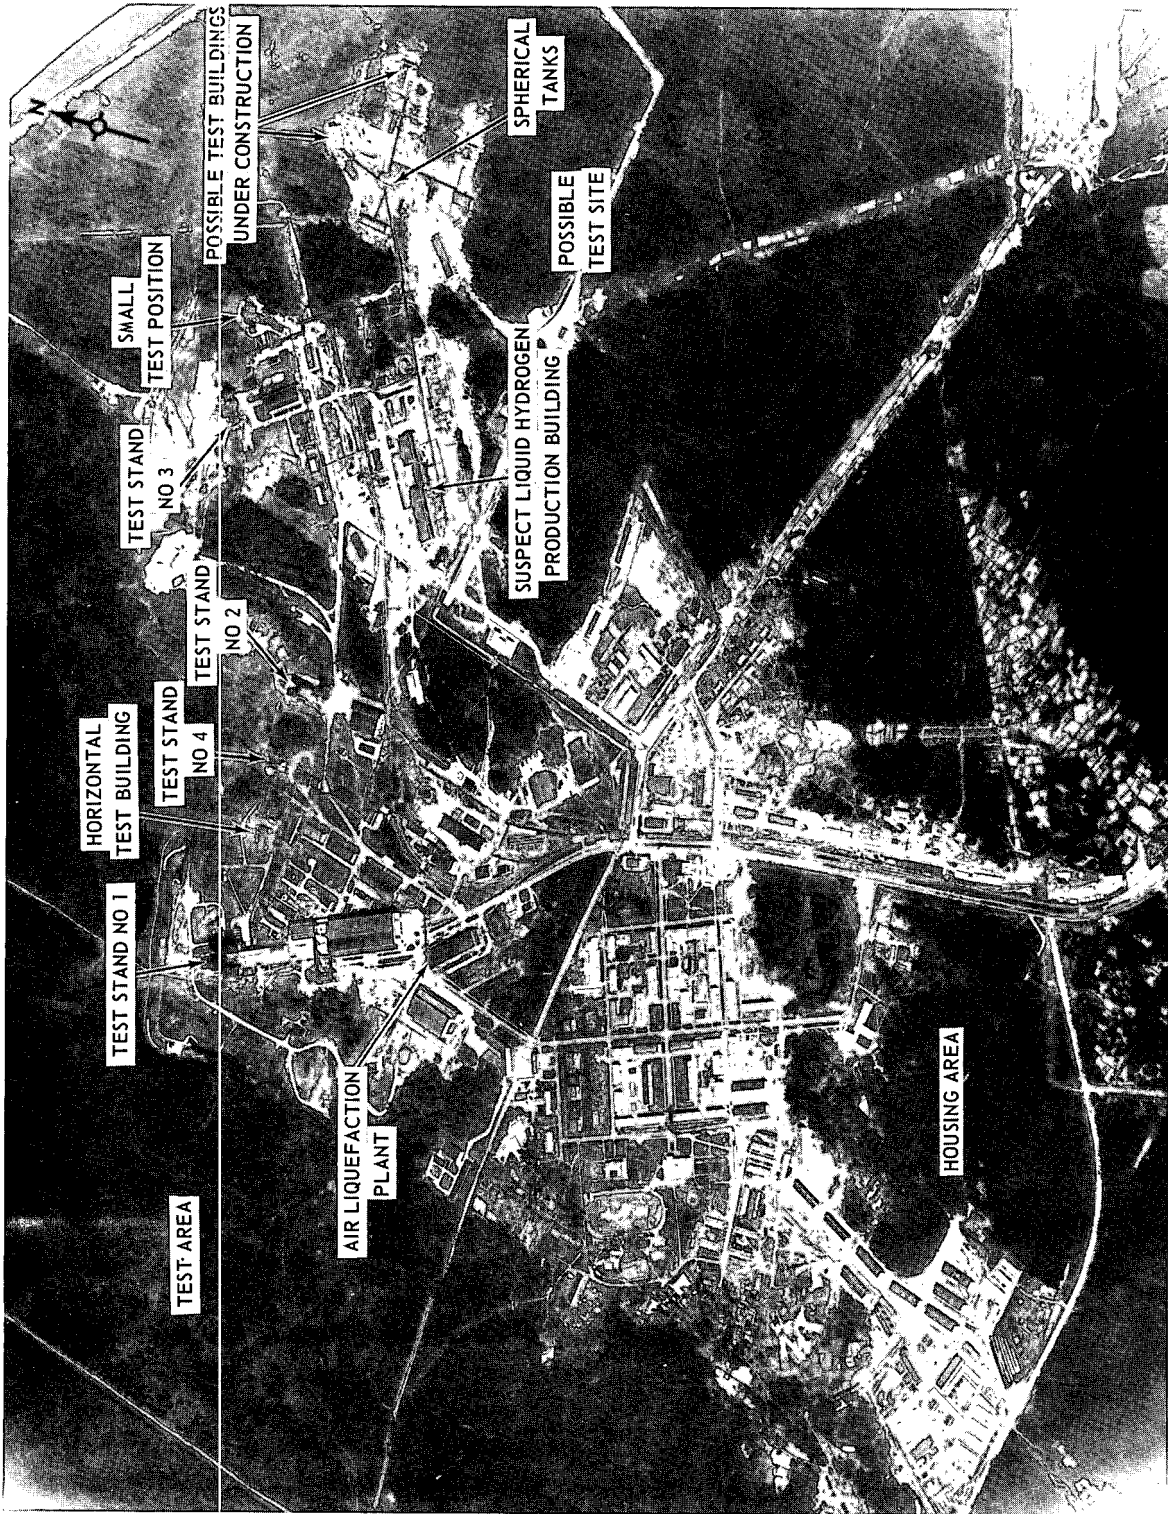 TEST AREA
TEST STAND NO 1
HORIZONTAL
TEST BUILDING
TEST STAND
NO 4
TEST STAND
NO 2
TEST STAND
NO 3
SMALL
TEST POSITION
POSSIBLE TEST BUILDINGS
UNDER CONSTRUCTION
N
AIR LIQUEFACTION
PLANT
SUSPECT LIQUID HYDROGEN
PRODUCTION BUILDING
POSSIBLE
TEST SITE
SPHERICAL
TANKS
HOUSING AREA